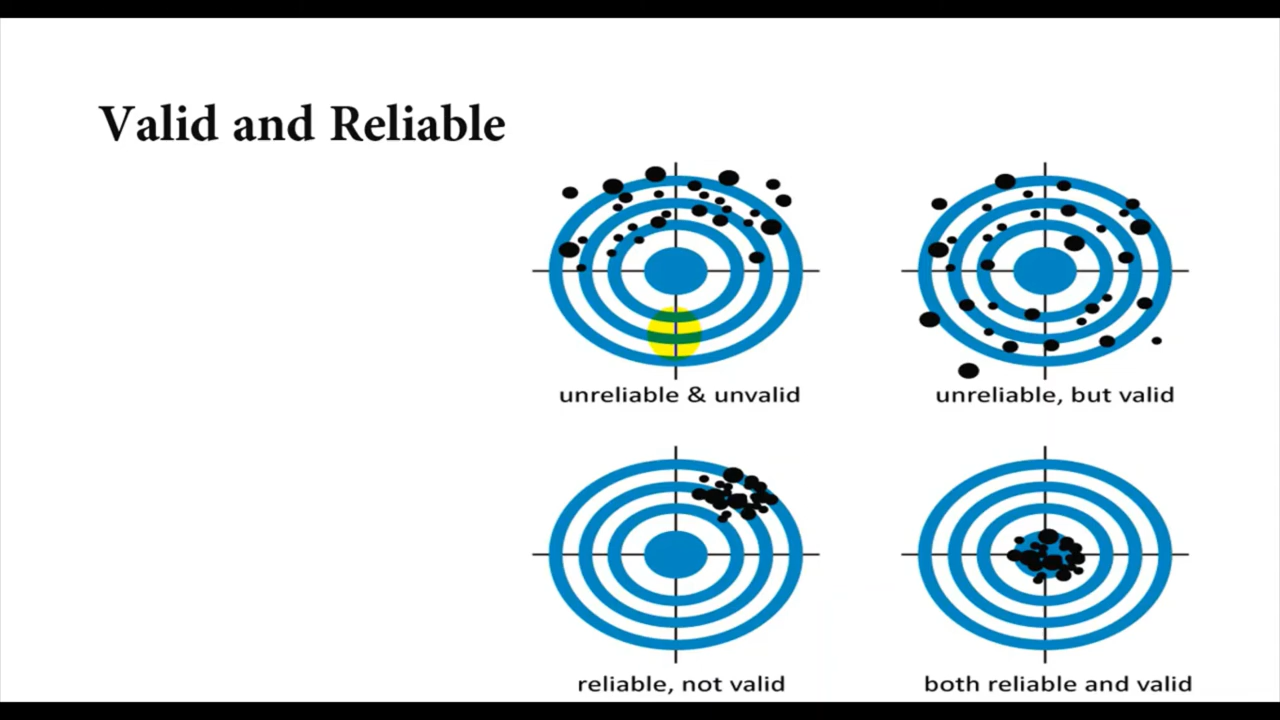 Valid and Reliable
unreliable & unvalid
unreliable, but valid
reliable, not valid
both reliable and valid